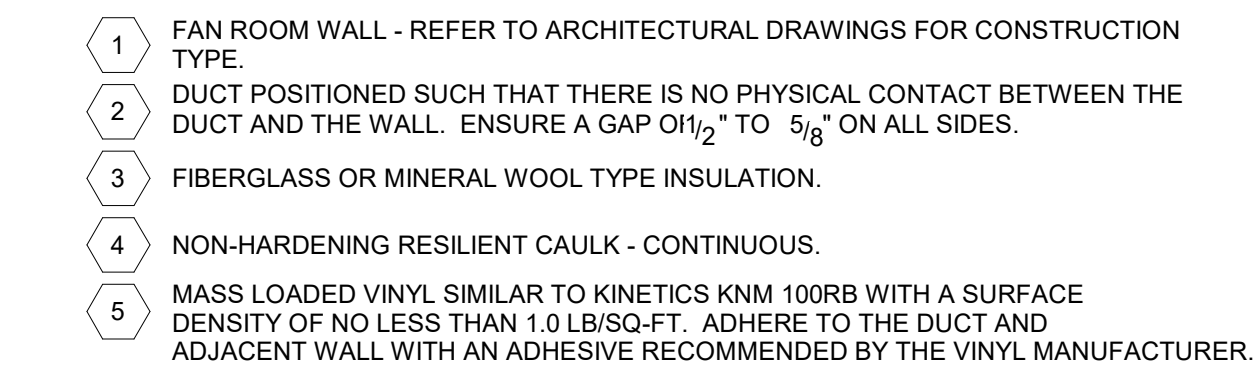 1 FAN ROOM WALL - REFER TO ARCHITECTURAL DRAWINGS FOR CONSTRUCTION
TYPE.
2 DUCT POSITIONED SUCH THAT THERE IS NO PHYSICAL CONTACT BETWEEN THE
DUCT AND THE WALL. ENSURE A GAP OF 1/2" TO 5/8" ON ALL SIDES.
3 FIBERGLASS OR MINERAL WOOL TYPE INSULATION.
4 NON-HARDENING RESILIENT CAULK - CONTINUOUS.
5 MASS LOADED VINYL SIMILAR TO KINETICS KNM 100RB WITH A SURFACE
DENSITY OF NO LESS THAN 1.0 LB/SQ-FT. ADHERE TO THE DUCT AND
ADJACENT WALL WITH AN ADHESIVE RECOMMENDED BY THE VINYL MANUFACTURER.